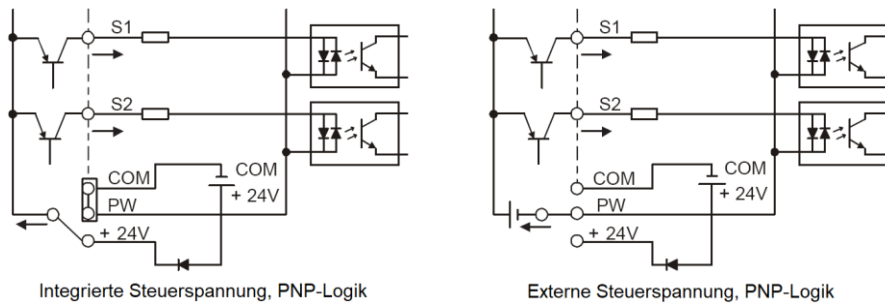 S1
S2
COM
COM
+ 24V
PW
+ 24V
Integrierte Steuerspannung, PNP-Logik
S1
S2
COM
COM
+ 24V
PW
+ 24V
Externe Steuerspannung, PNP-Logik